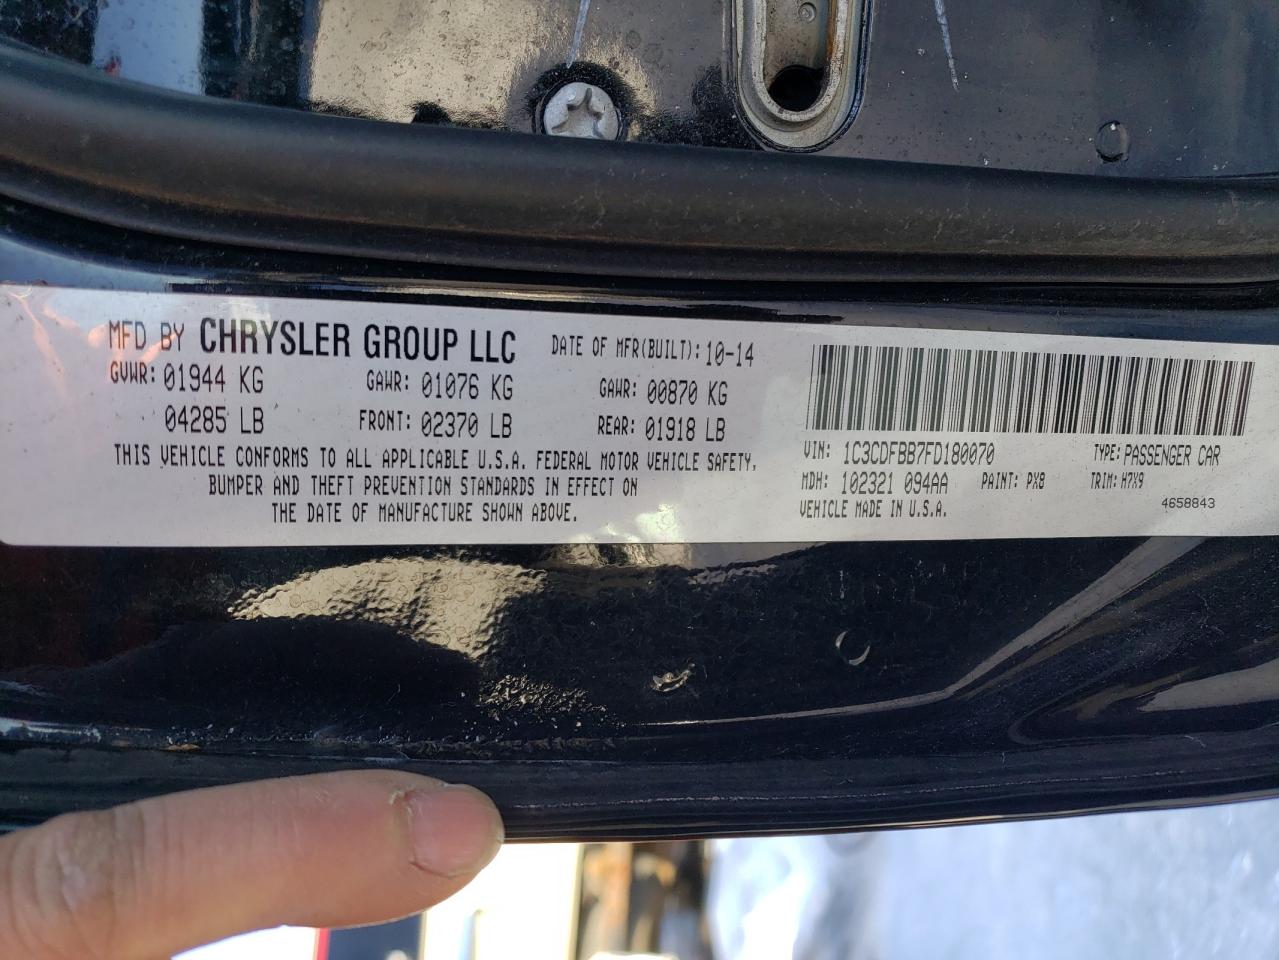 MFD BY CHRYSLER GROUP LLC DATE OF MFR(BUILT): 10-14
GVWR: 01944 KG GAWR: 01076 KG GAWR: 00870 KG
04285 LB FRONT: 02370 LB REAR: 01918 LB
THIS VEHICLE CONFORMS TO ALL APPLICABLE U.S.A. FEDERAL MOTOR VEHICLE SAFETY,
BUMPER AND THEFT PREVENTION STANDARDS IN EFFECT ON
THE DATE OF MANUFACTURE SHOWN ABOVE.
VIN: 1C3CDFBB7FD180070 TYPE: PASSENGER CAR
MDH: 102321 094AA PAINT: PX8 TRIM: H7X9
VEHICLE MADE IN U.S.A. 4658843